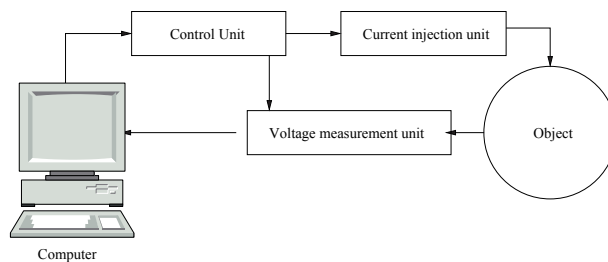 Control Unit
Current injection unit
Voltage measurement unit
Object
Computer